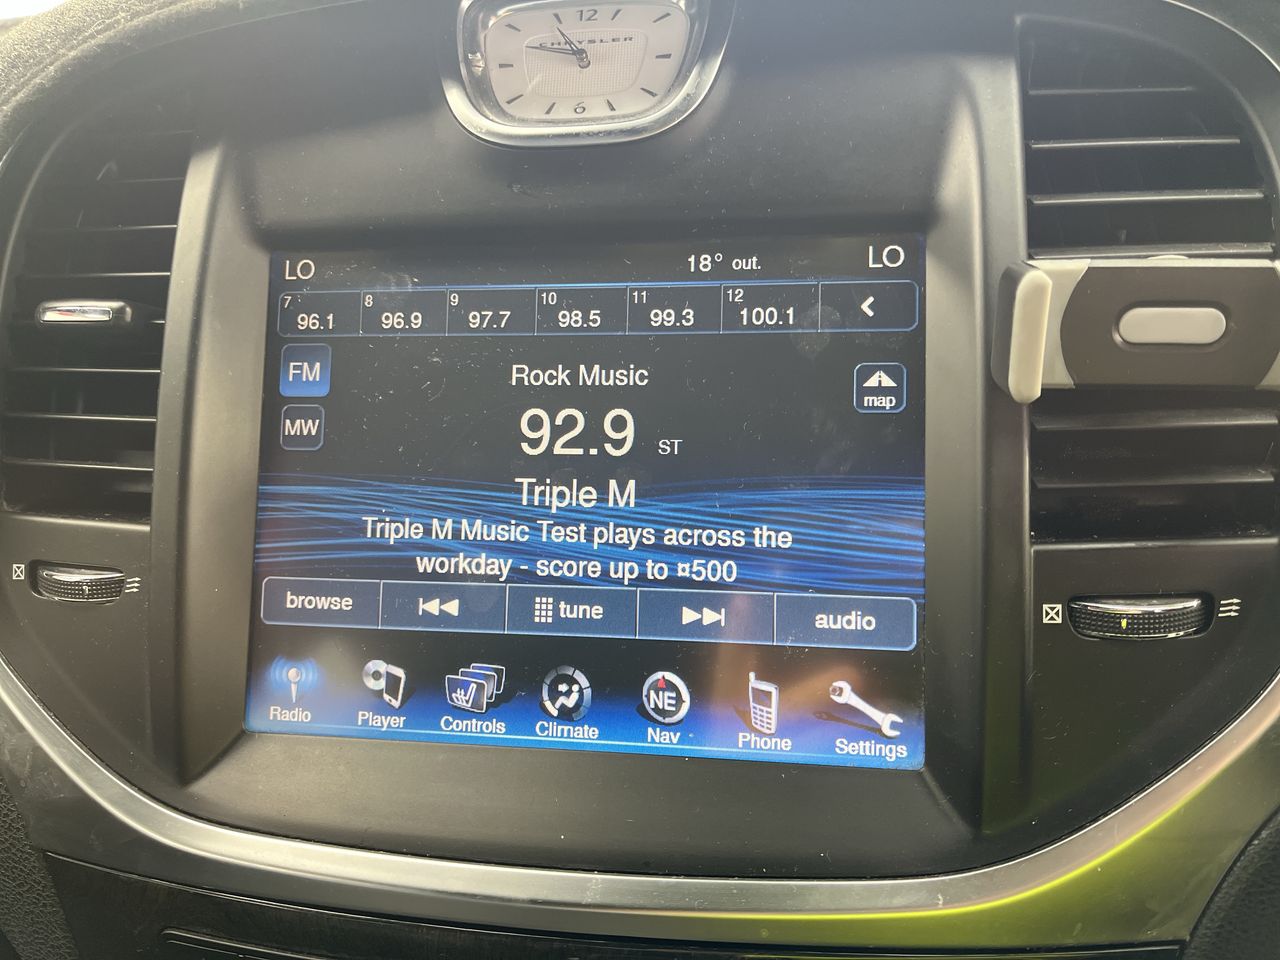 12
CHRYSLER
6
LO
18° out.
LO
7 96.1
8 96.9
9 97.7
10 98.5
11 99.3
12 100.1
FM
MW
map
Rock Music
92.9 ST
Triple M
Triple M Music Test plays across the
workday - score up to ¤500
browse
tune
audio
Radio
Player
Controls
Climate
NE
Nav
Phone
Settings